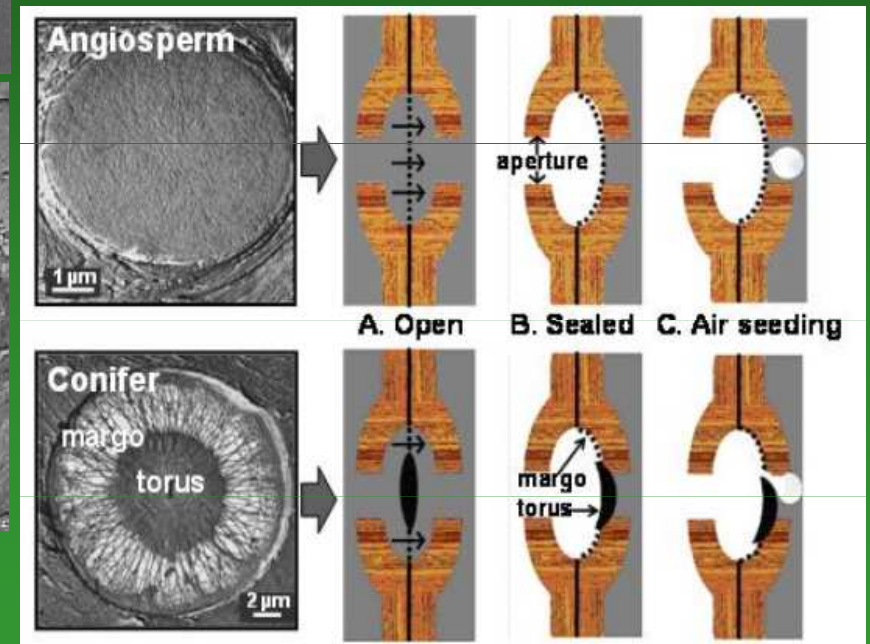 Angiosperm
1 µm
aperture
A. Open
B. Sealed
C. Air seeding
Conifer
margo
torus
2 µm
margo
torus